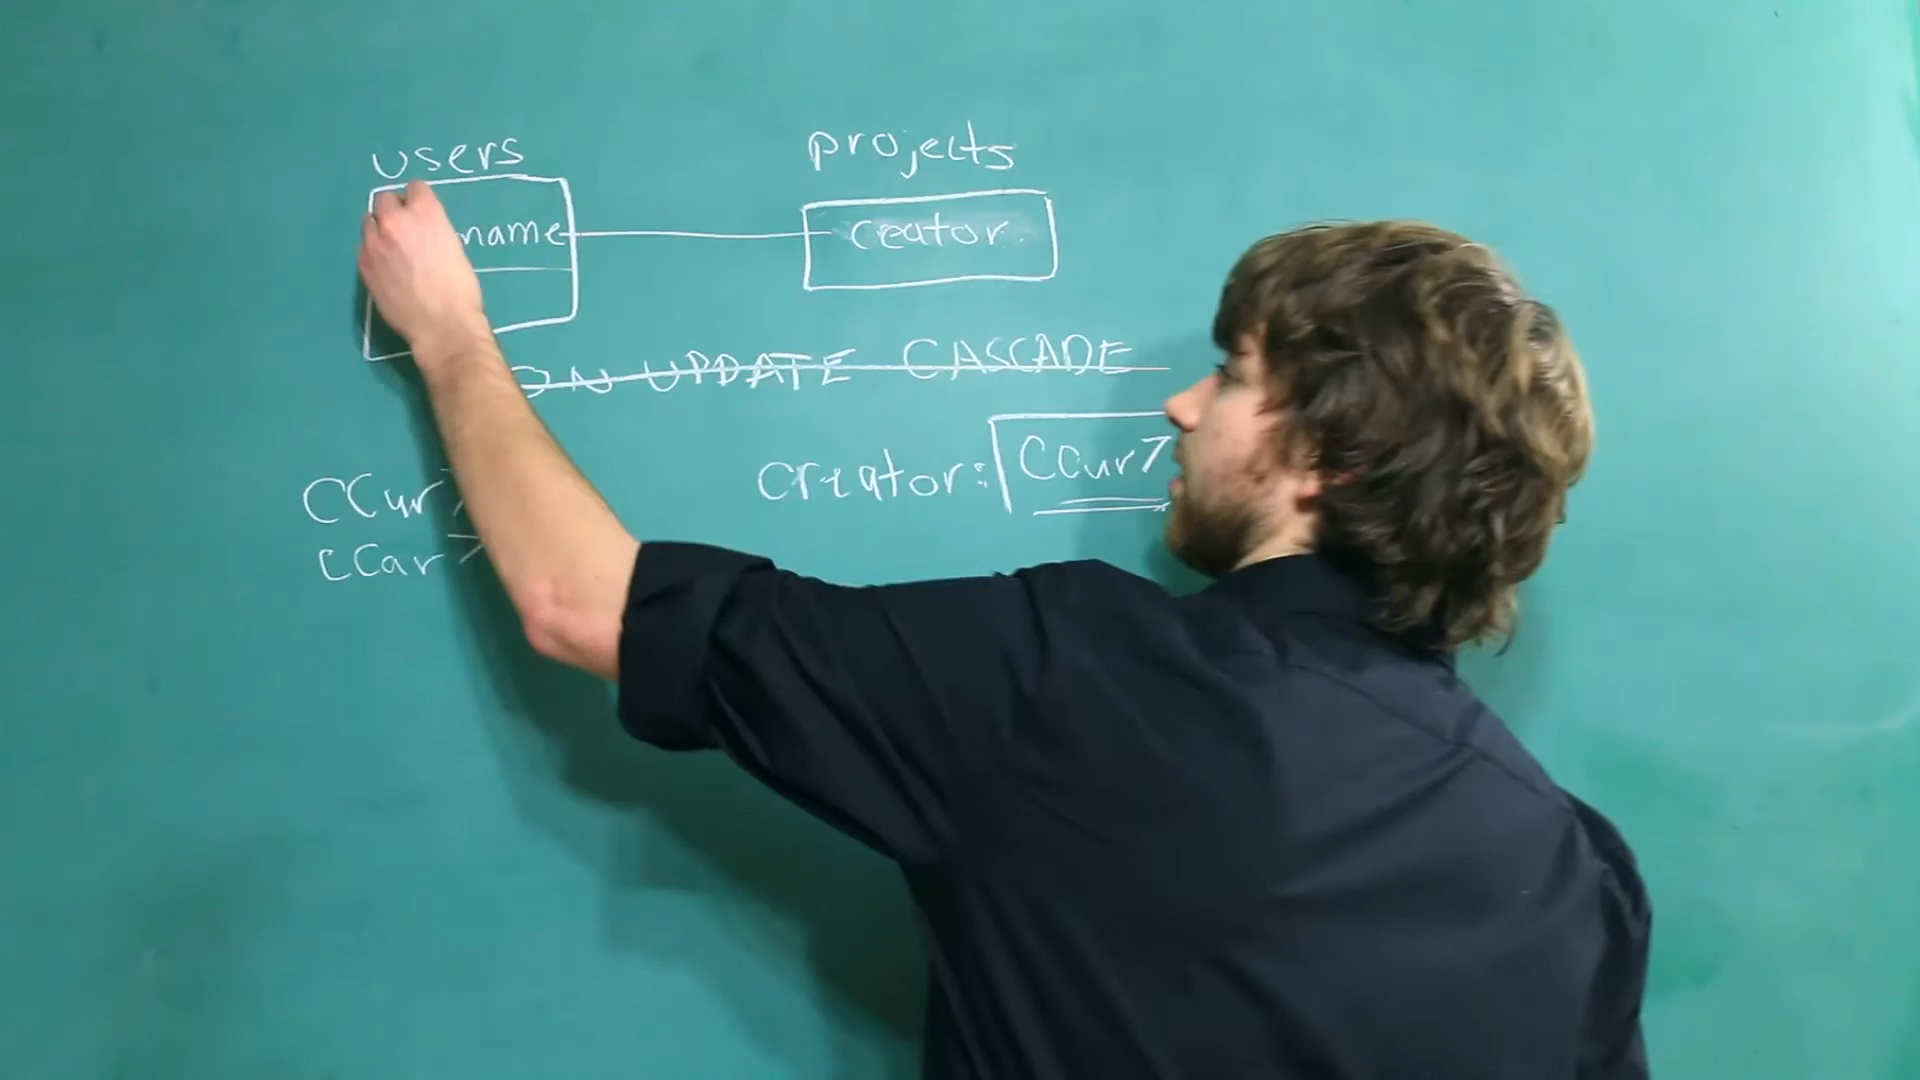 users
projects
name
creator
ON UPDATE CASCADE
creator: CCur7
CCur7
CCar7